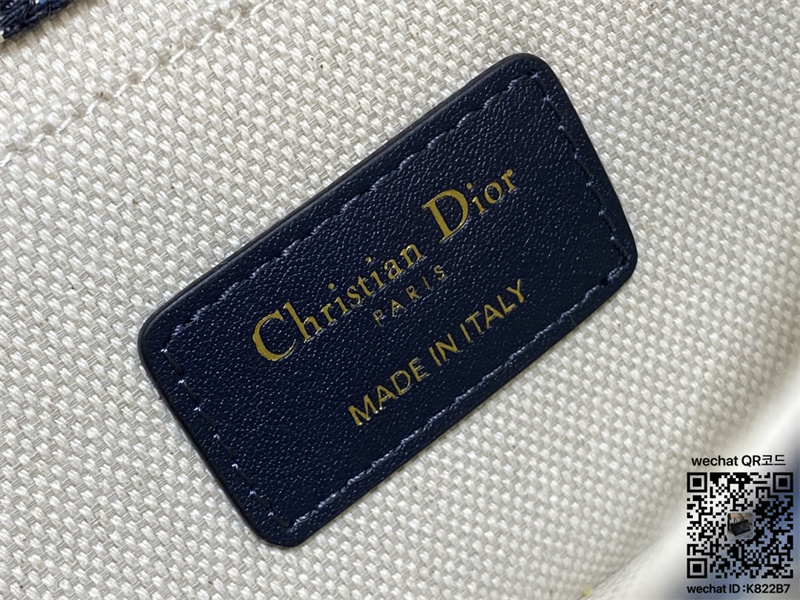 Christian Dior
PARIS
MADE IN ITALY
wechat QR코드
wechat ID :K822B7